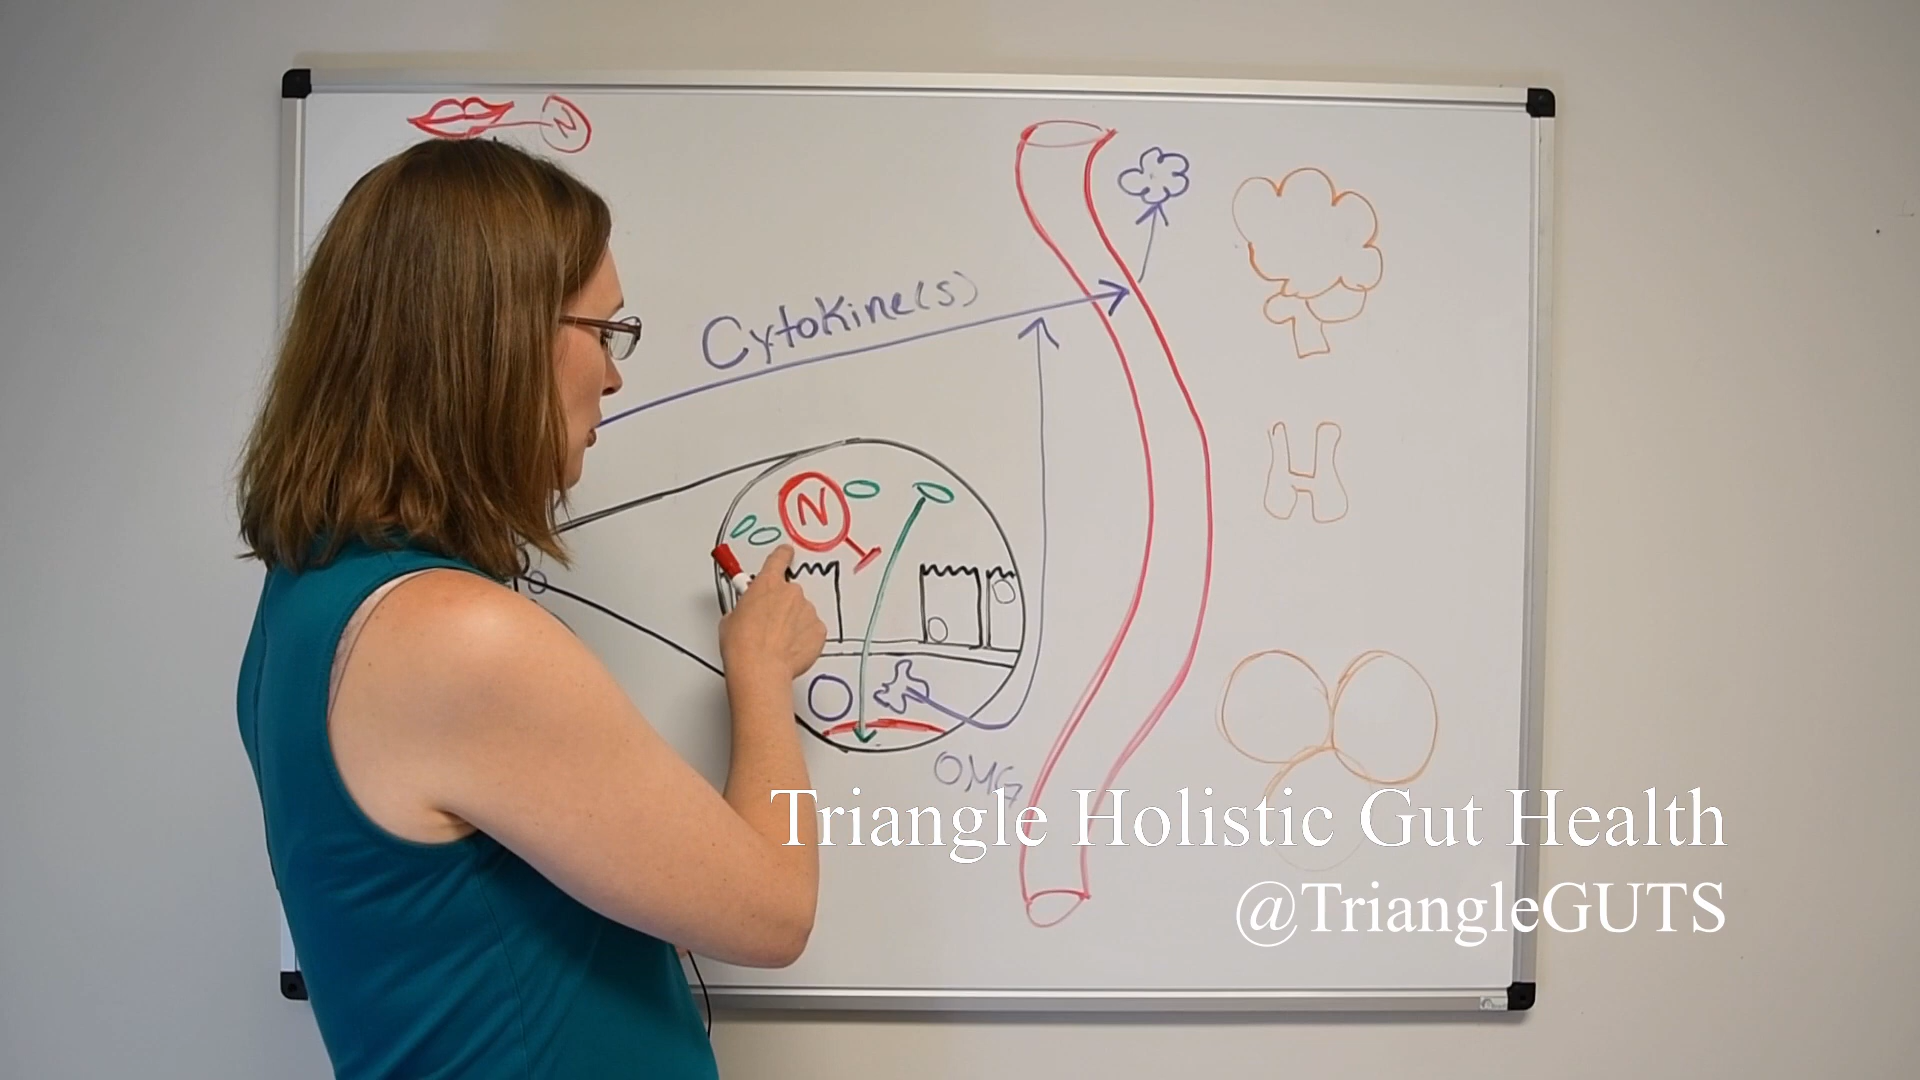 N
Cytokine(s)
N
OMG
Triangle Holistic Gut Health
@TriangleGUTS